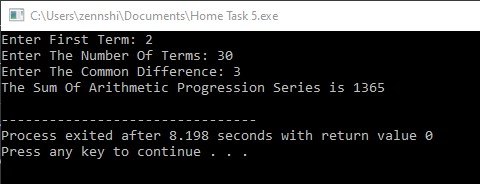 C:\Users\zennshi\Documents\Home Task 5.exe
Enter First Term: 2
Enter The Number Of Terms: 30
Enter The Common Difference: 3
The Sum Of Arithmetic Progression Series is 1365
--------------------------------
Process exited after 8.198 seconds with return value 0
Press any key to continue . . .